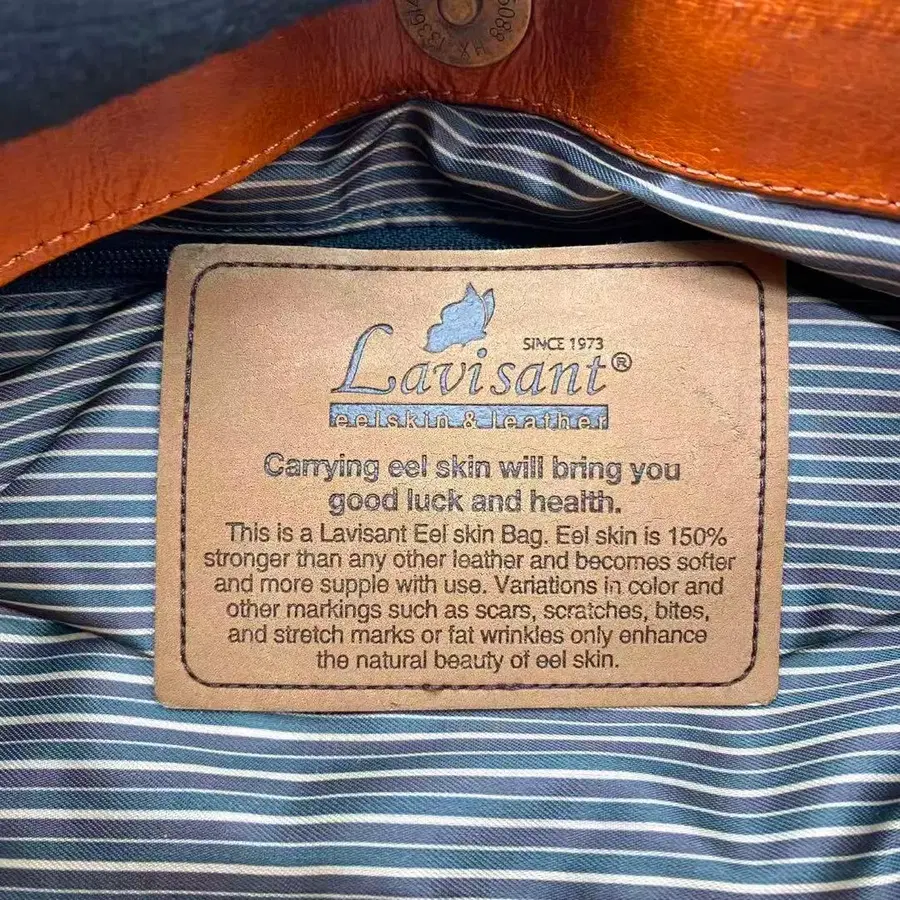 SINCE 1973
Lavisant®
eelskin & leather
Carrying eel skin will bring you
good luck and health.
This is a Lavisant Eel skin Bag. Eel skin is 150%
stronger than any other leather and becomes softer
and more supple with use. Variations in color and
other markings such as scars, scratches, bites,
and stretch marks or fat wrinkles only enhance
the natural beauty of eel skin.